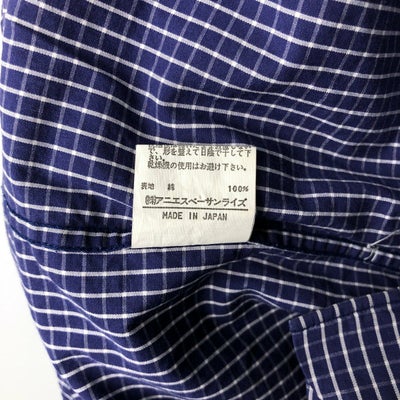 で、形を整えて日陰で干して下
さい。
乾燥機の使用はお避け下さい。
表地 綿 100%
㈱アニエスベーサンライズ
MADE IN JAPAN